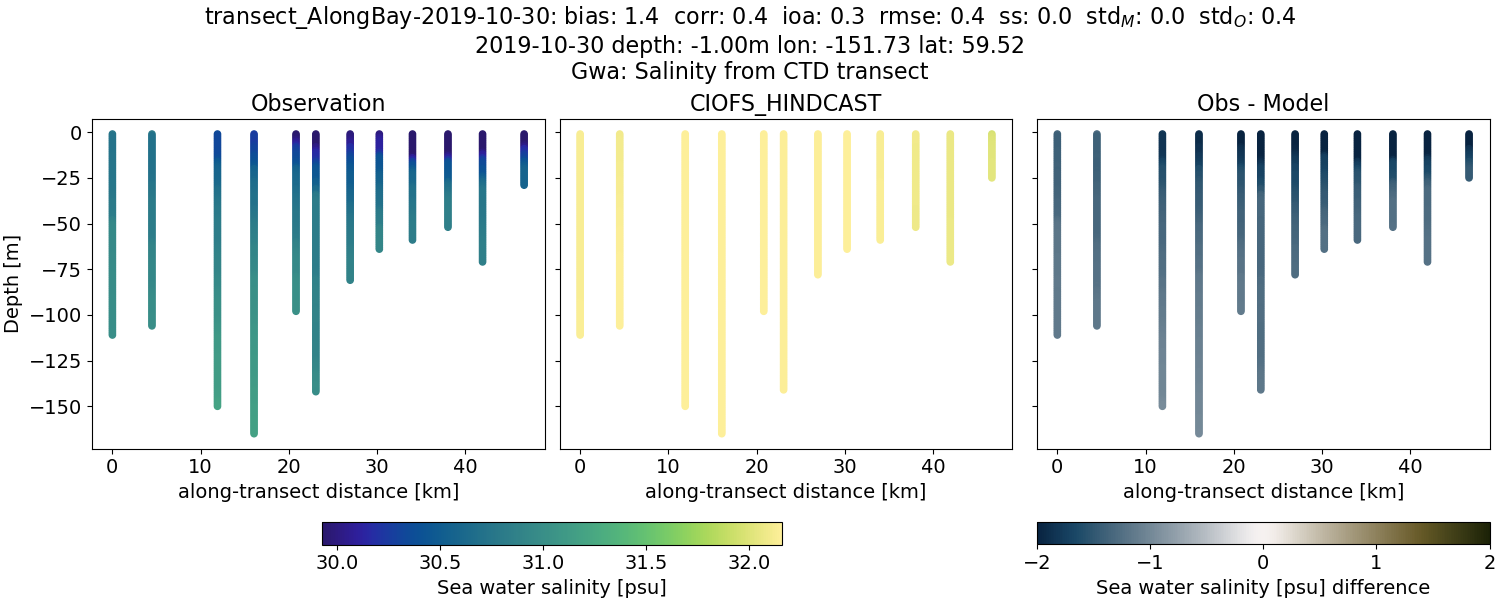 transect_AlongBay-2019-10-30: bias: 1.4 corr: 0.4 ioa: 0.3 rmse: 0.4 ss: 0.0 std_M: 0.0 std_O: 0.4
2019-10-30 depth: -1.00m lon: -151.73 lat: 59.52
Gwa: Salinity from CTD transect
Observation
CIOFS_HINDCAST
Obs - Model
0
−25
−50
−75
−100
−125
−150
Depth [m]
0 10 20 30 40
0 10 20 30 40
0 10 20 30 40
along-transect distance [km]
along-transect distance [km]
along-transect distance [km]
30.0 30.5 31.0 31.5 32.0
Sea water salinity [psu]
−2 −1 0 1 2
Sea water salinity [psu] difference